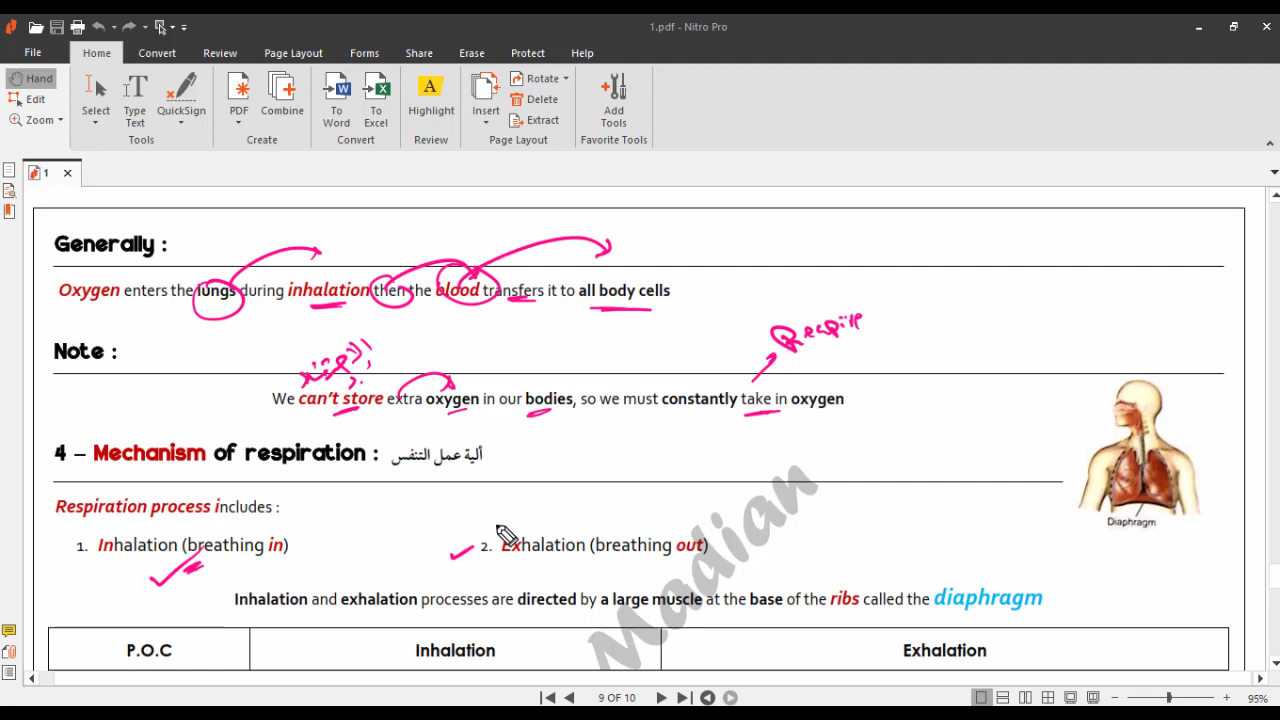 1.pdf - Nitro Pro
File Home Convert Review Page Layout Forms Share Erase Protect Help
Hand
Edit
Zoom
Select
Type Text
QuickSign
PDF
Combine
To Word
To Excel
Highlight
Insert
Rotate
Delete
Extract
Add Tools
Tools Create Convert Review Page Layout Favorite Tools
1
Generally :
Oxygen enters the lungs during inhalation then the blood transfers it to all body cells
Note :
We can't store extra oxygen in our bodies, so we must constantly take in oxygen
4 – Mechanism of respiration : ألية عمل التنفس
Diaphragm
Respiration process includes :
1. Inhalation (breathing in)
2. Exhalation (breathing out)
Inhalation and exhalation processes are directed by a large muscle at the base of the ribs called the diaphragm
P.O.C Inhalation Exhalation
Madian
9 OF 10
95%